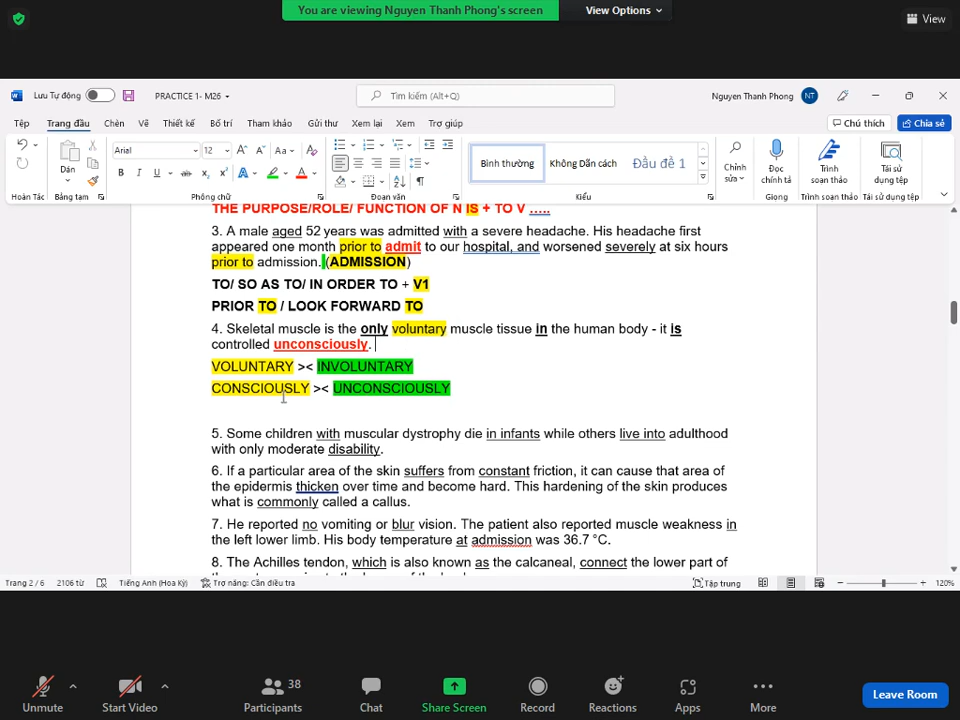 You are viewing Nguyen Thanh Phong's screen
View Options
View
Lưu Tự động
PRACTICE 1- M26
Tìm kiếm (Alt+Q)
Nguyen Thanh Phong
NT
Tệp Trang đầu Chèn Vẽ Thiết kế Bố trí Tham khảo Gửi thư Xem lại Xem Trợ giúp
Chú thích
Chia sẻ
Dán
Arial
12
Bình thường
Không Dãn cách
Đầu đề 1
Chỉnh sửa
Đọc chính tả
Trình soạn thảo
Tái sử dụng tệp
Hoàn Tác
Bảng tạm
Phông chữ
Đoạn
Kiểu
Giọng
Trình soạn thảo
Tái sử dụng tệp
THE PURPOSE/ROLE/ FUNCTION OF N IS + TO V …..
3. A male aged 52 years was admitted with a severe headache. His headache first
appeared one month prior to admit to our hospital, and worsened severely at six hours
prior to admission. (ADMISSION)
TO/ SO AS TO/ IN ORDER TO + V1
PRIOR TO / LOOK FORWARD TO
4. Skeletal muscle is the only voluntary muscle tissue in the human body - it is
controlled unconsciously.
VOLUNTARY >< INVOLUNTARY
CONSCIOUSLY >< UNCONSCIOUSLY
5. Some children with muscular dystrophy die in infants while others live into adulthood
with only moderate disability.
6. If a particular area of the skin suffers from constant friction, it can cause that area of
the epidermis thicken over time and become hard. This hardening of the skin produces
what is commonly called a callus.
7. He reported no vomiting or blur vision. The patient also reported muscle weakness in
the left lower limb. His body temperature at admission was 36.7 °C.
8. The Achilles tendon, which is also known as the calcaneal, connect the lower part of
Trang 2 / 6
2106 từ
Tiếng Anh (Hoa Kỳ)
Trợ năng: Cần điều tra
Tập trung
120%
Unmute
Start Video
Participants
38
Chat
Share Screen
Record
Reactions
Apps
More
Leave Room